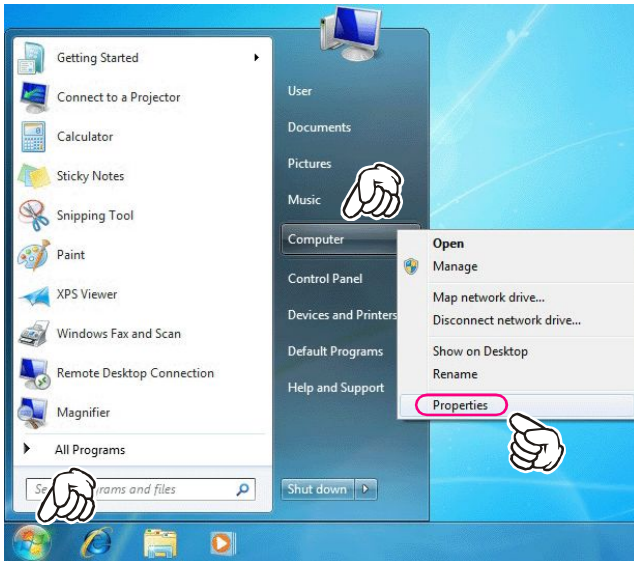 Getting Started
Connect to a Projector
Calculator
Sticky Notes
Snipping Tool
Paint
XPS Viewer
Windows Fax and Scan
Remote Desktop Connection
Magnifier
All Programs
and files
User
Documents
Pictures
Music
Computer
Control Panel
Devices and Printers
Default Programs
Help and Support
Shut down
Open
Manage
Map network drive...
Disconnect network drive...
Show on Desktop
Rename
Properties